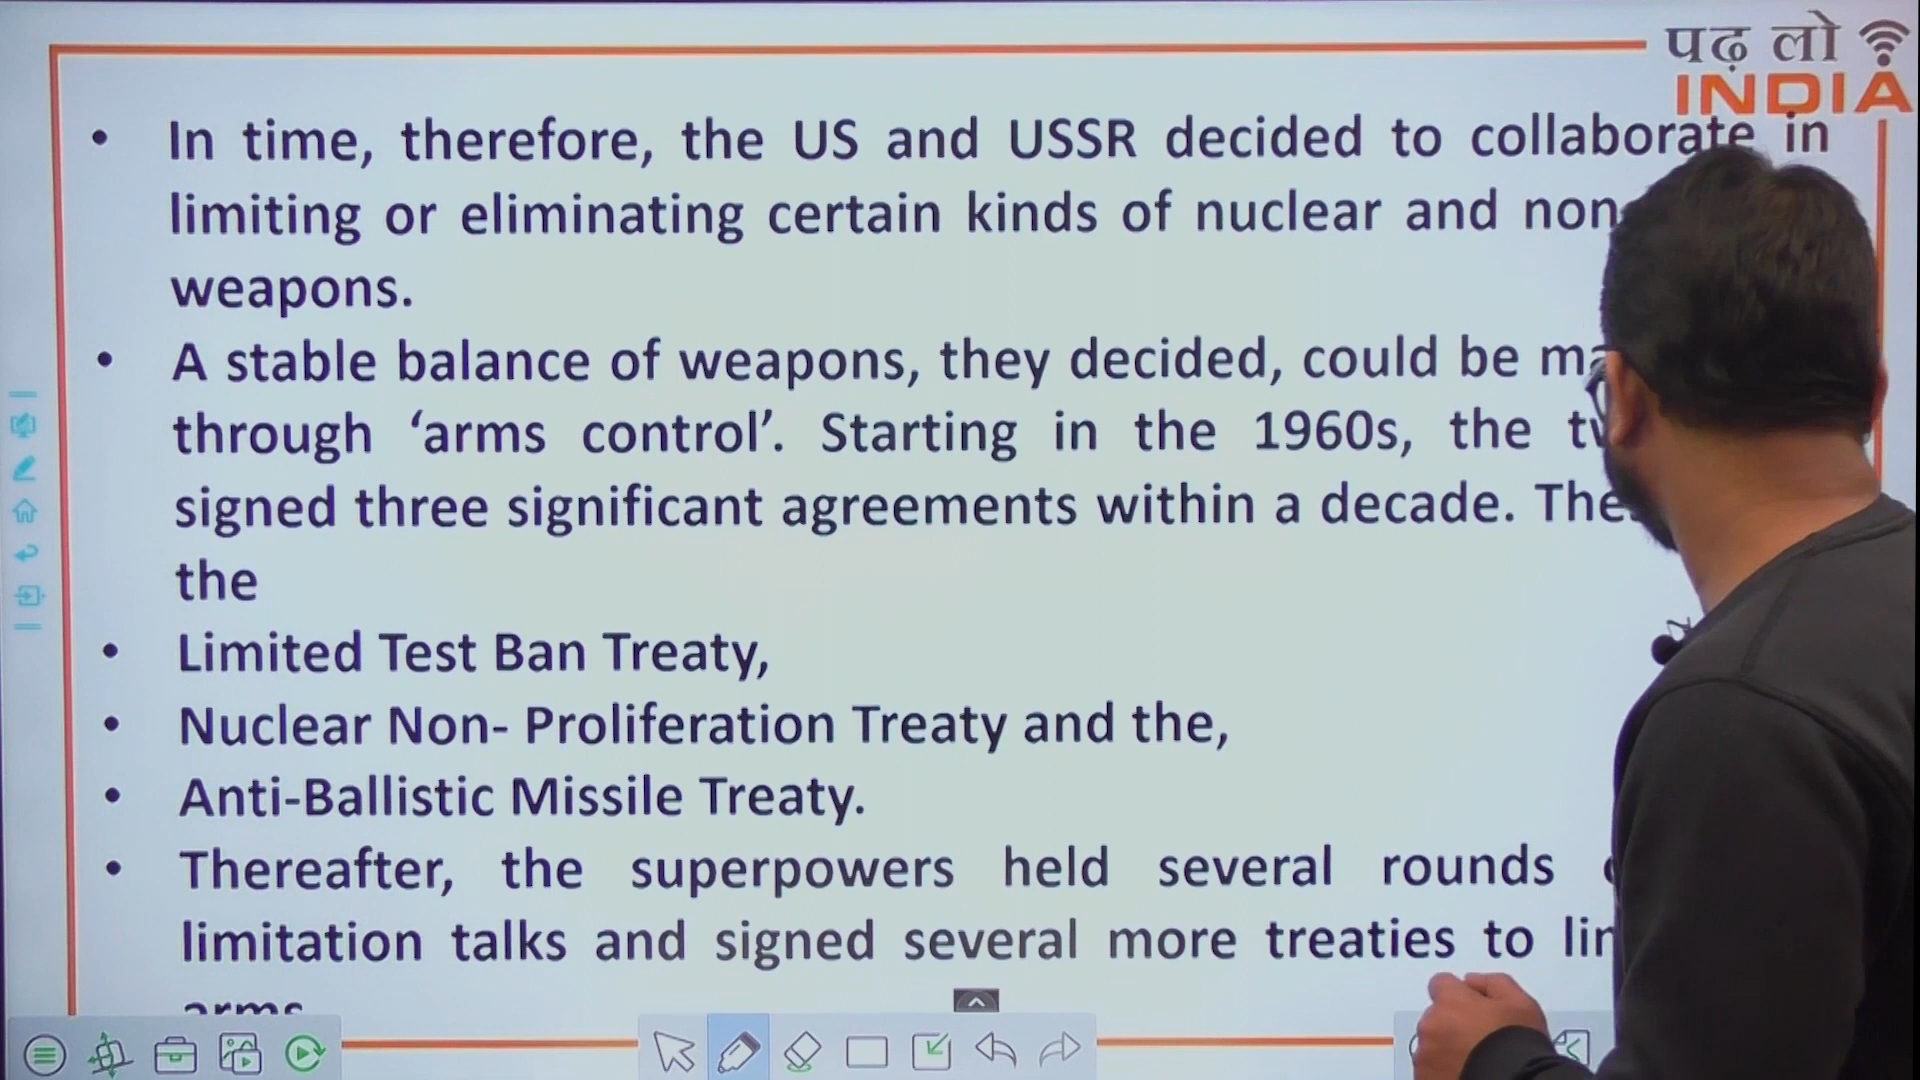 पढ़ लो
INDIA
• In time, therefore, the US and USSR decided to collaborate in
limiting or eliminating certain kinds of nuclear and non
weapons.
• A stable balance of weapons, they decided, could be
through ‘arms control’. Starting in the 1960s, the
signed three significant agreements within a decade.
the
• Limited Test Ban Treaty,
• Nuclear Non- Proliferation Treaty and the,
• Anti-Ballistic Missile Treaty.
• Thereafter, the superpowers held several rounds
limitation talks and signed several more treaties to
arms